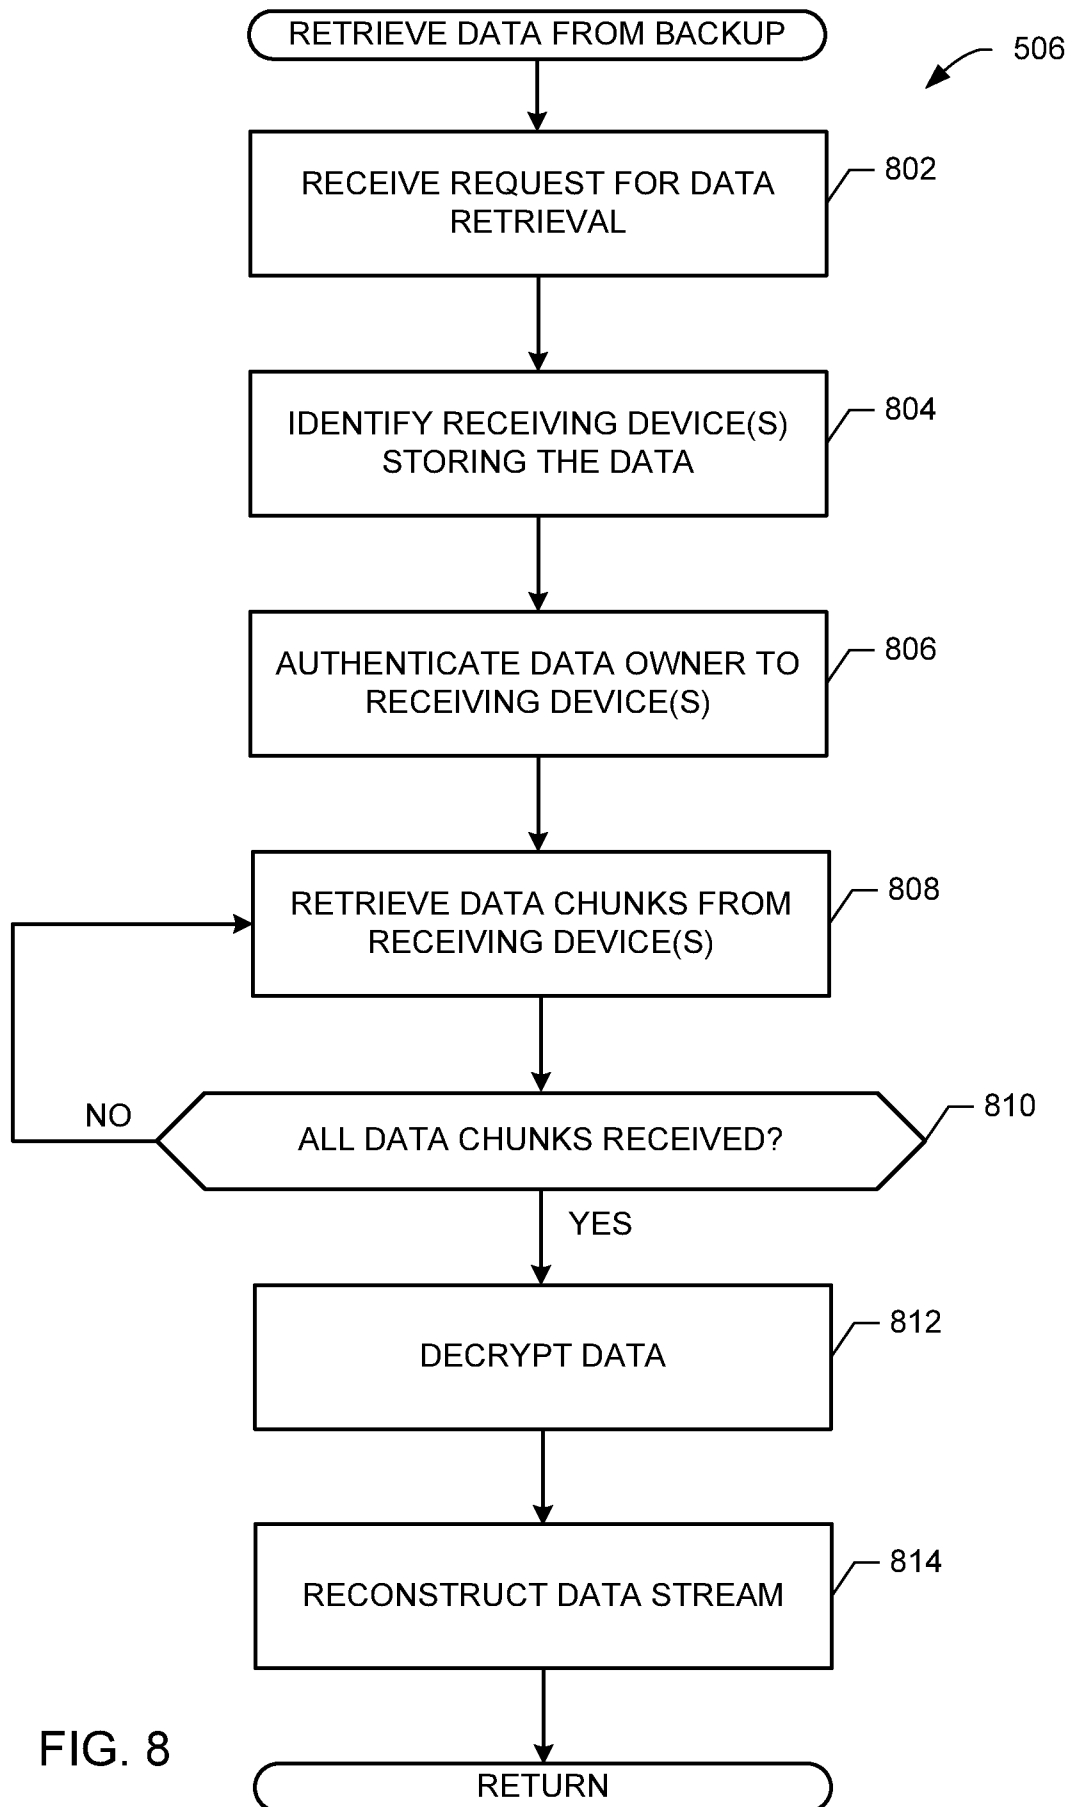 RETRIEVE DATA FROM BACKUP
506
RECEIVE REQUEST FOR DATA
RETRIEVAL
802
IDENTIFY RECEIVING DEVICE(S)
STORING THE DATA
804
AUTHENTICATE DATA OWNER TO
RECEIVING DEVICE(S)
806
RETRIEVE DATA CHUNKS FROM
RECEIVING DEVICE(S)
808
NO
ALL DATA CHUNKS RECEIVED?
810
YES
DECRYPT DATA
812
RECONSTRUCT DATA STREAM
814
FIG. 8
RETURN